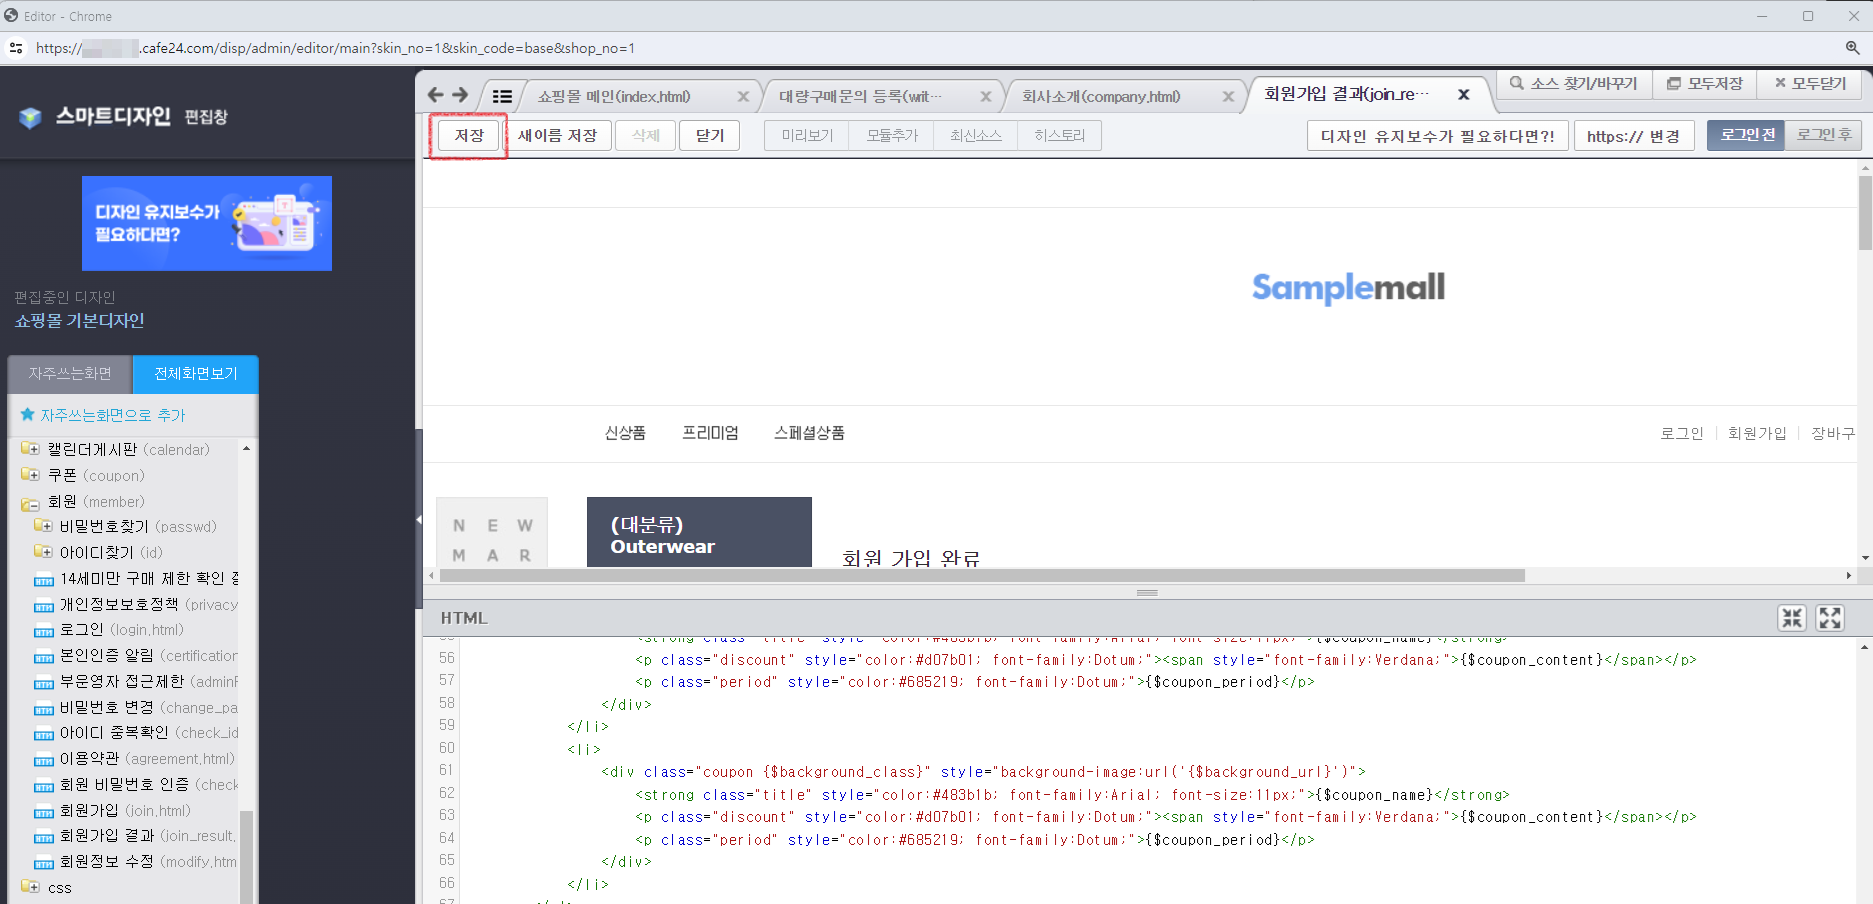 Editor - Chrome
https://
.cafe24.com/disp/admin/editor/main?skin_no=1&skin_code=base&shop_no=1
스마트디자인 편집창
디자인 유지보수가
필요하다면?
편집중인 디자인
쇼핑몰 기본디자인
자주쓰는화면
전체화면보기
자주쓰는화면으로 추가
캘린더게시판 (calendar)
쿠폰 (coupon)
회원 (member)
비밀번호찾기 (passwd)
아이디찾기 (id)
14세미만 구매 제한 확인
개인정보보호정책 (privacy
로그인 (login.html)
본인인증 알림 (certification
부운영자 접근제한 (adminF
비밀번호 변경 (change_pa
아이디 중복확인 (check_id
이용약관 (agreement.html)
회원 비밀번호 인증 (check
회원가입 (join.html)
회원가입 결과 (join_result.
회원정보 수정 (modify.htm
css
쇼핑몰 메인(index.html)
대량구매문의 등록(writ···
회사소개(company.html)
회원가입 결과(join_re···
소스 찾기/바꾸기
모두저장
모두닫기
저장
새이름 저장
삭제
닫기
미리보기
모듈추가
최신소스
히스토리
디자인 유지보수가 필요하다면?!
https:// 변경
로그인 전
로그인 후
Samplemall
신상품
프리미엄
스페셜상품
로그인
회원가입
장바구
N E W
M A R
(대분류)
Outerwear
회원 가입 완료
HTML
55 <strong class="title" style="color:#483b1b; font-family:Arial; font-size:11px;">{$coupon_name}</strong>
56 <p class="discount" style="color:#d07b01; font-family:Dotum;"><span style="font-family:Verdana;">{$coupon_content}</span></p>
57 <p class="period" style="color:#685219; font-family:Dotum;">{$coupon_period}</p>
58 </div>
59 </li>
60 <li>
61 <div class="coupon {$background_class}" style="background-image:url('{$background_url}')">
62 <strong class="title" style="color:#483b1b; font-family:Arial; font-size:11px;">{$coupon_name}</strong>
63 <p class="discount" style="color:#d07b01; font-family:Dotum;"><span style="font-family:Verdana;">{$coupon_content}</span></p>
64 <p class="period" style="color:#685219; font-family:Dotum;">{$coupon_period}</p>
65 </div>
66 </li>
67